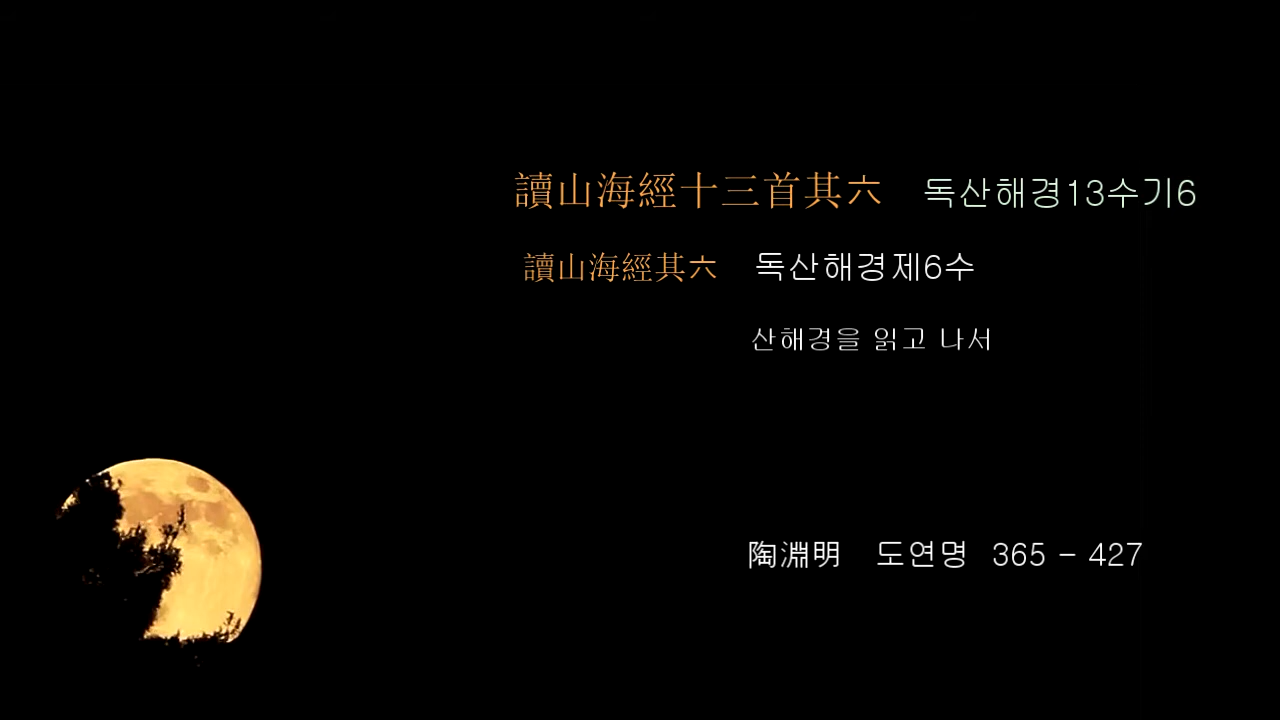 讀山海經十三首其六 독산해경13수기6
讀山海經其六 독산해경제6수
산해경을 읽고 나서
陶淵明 도연명 365 - 427